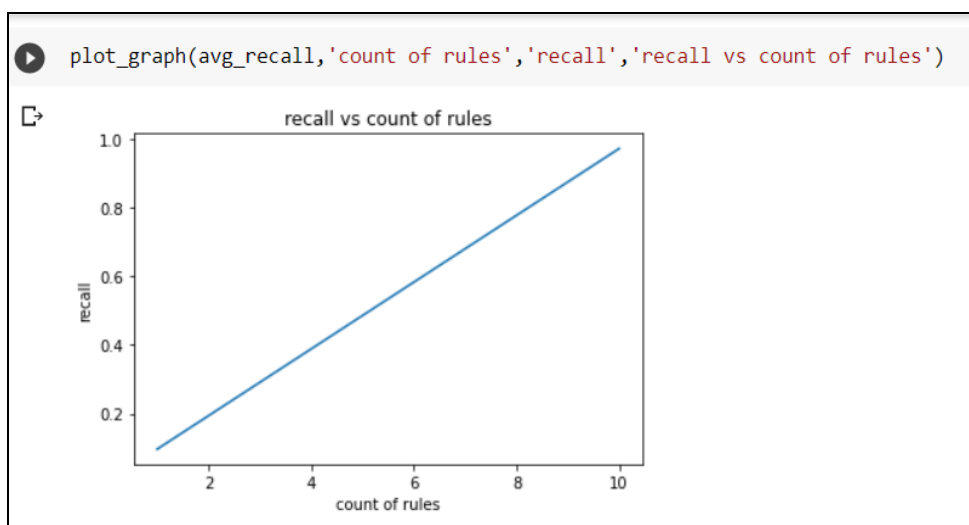 plot_graph(avg_recall,'count of rules','recall','recall vs count of rules')
recall vs count of rules
1.0
0.8
0.6
0.4
0.2
recall
2 4 6 8 10
count of rules